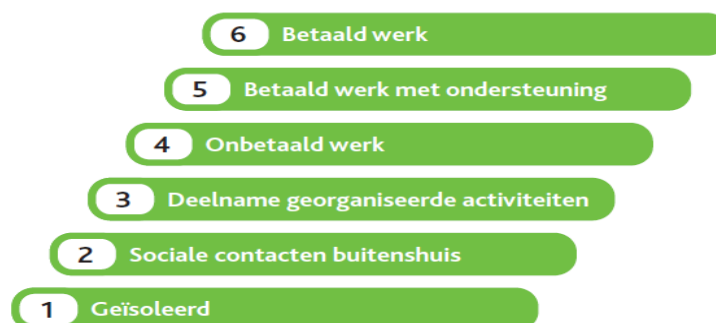 6 Betaald werk
5 Betaald werk met ondersteuning
4 Onbetaald werk
3 Deelname georganiseerde activiteiten
2 Sociale contacten buitenshuis
1 Geïsoleerd